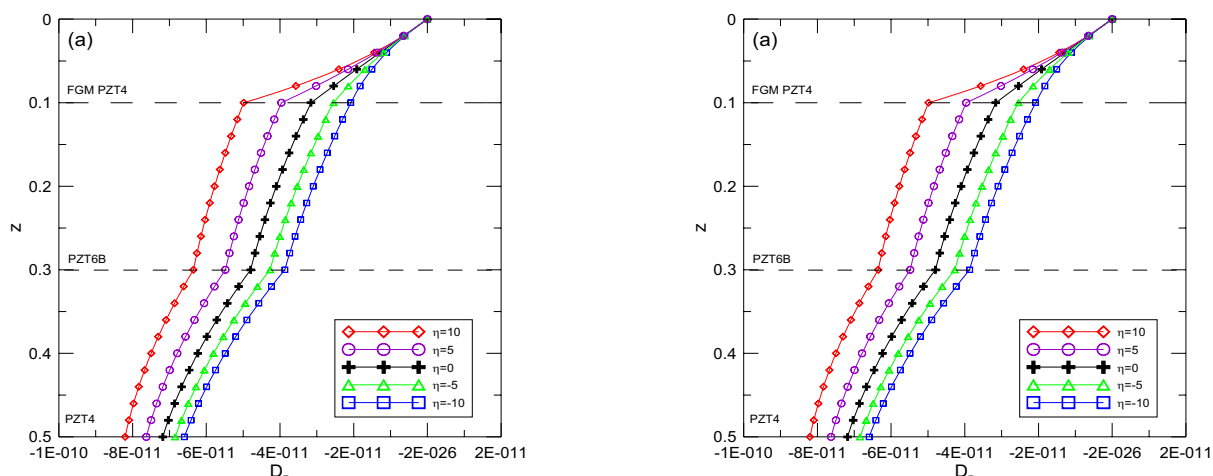 (a)
0
FGM PZT4
0.1
0.2
z
PZT6B
0.3
η=10
η=5
η=0
η=-5
η=-10
0.4
PZT4
0.5
-1E-010 -8E-011 -6E-011 -4E-011 -2E-011 -2E-026 2E-011
(a)
0
FGM PZT4
0.1
0.2
z
PZT6B
0.3
η=10
η=5
η=0
η=-5
η=-10
0.4
PZT4
0.5
-1E-010 -8E-011 -6E-011 -4E-011 -2E-011 -2E-026 2E-011